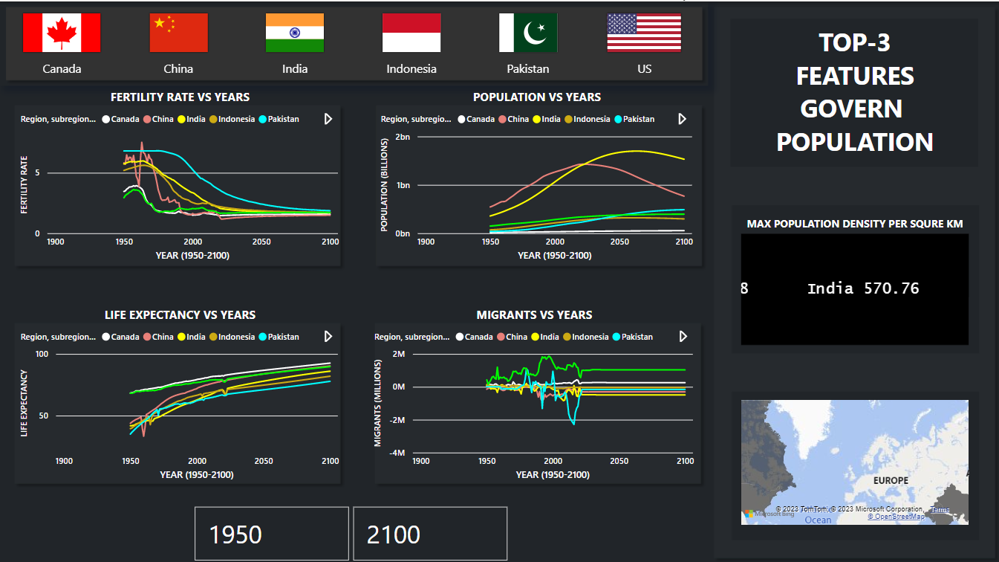 Canada
China
India
Indonesia
Pakistan
US
FERTILITY RATE VS YEARS
Region, subregion... Canada China India Indonesia Pakistan
FERTILITY RATE
5
0
1900 1950 2000 2050 2100
YEAR (1950-2100)
POPULATION VS YEARS
Region, subregio... Canada China India Indonesia Pakistan
POPULATION (BILLIONS)
2bn
1bn
0bn
1900 1950 2000 2050 2100
YEAR (1950-2100)
LIFE EXPECTANCY VS YEARS
Region, subregion... Canada China India Indonesia Pakistan
LIFE EXPECTANCY
100
50
1900 1950 2000 2050 2100
YEAR (1950-2100)
MIGRANTS VS YEARS
Region, subregion... Canada China India Indonesia Pakistan
MIGRANTS (MILLIONS)
2M
0M
-2M
-4M
1900 1950 2000 2050 2100
YEAR (1950-2100)
1950
2100
TOP-3
FEATURES
GOVERN
POPULATION
MAX POPULATION DENSITY PER SQURE KM
8 India 570.76
EUROPE
Microsoft Bing
© 2023 TomTom, © 2023 Microsoft Corporation, Terms
© OpenStreetMap
Ocean